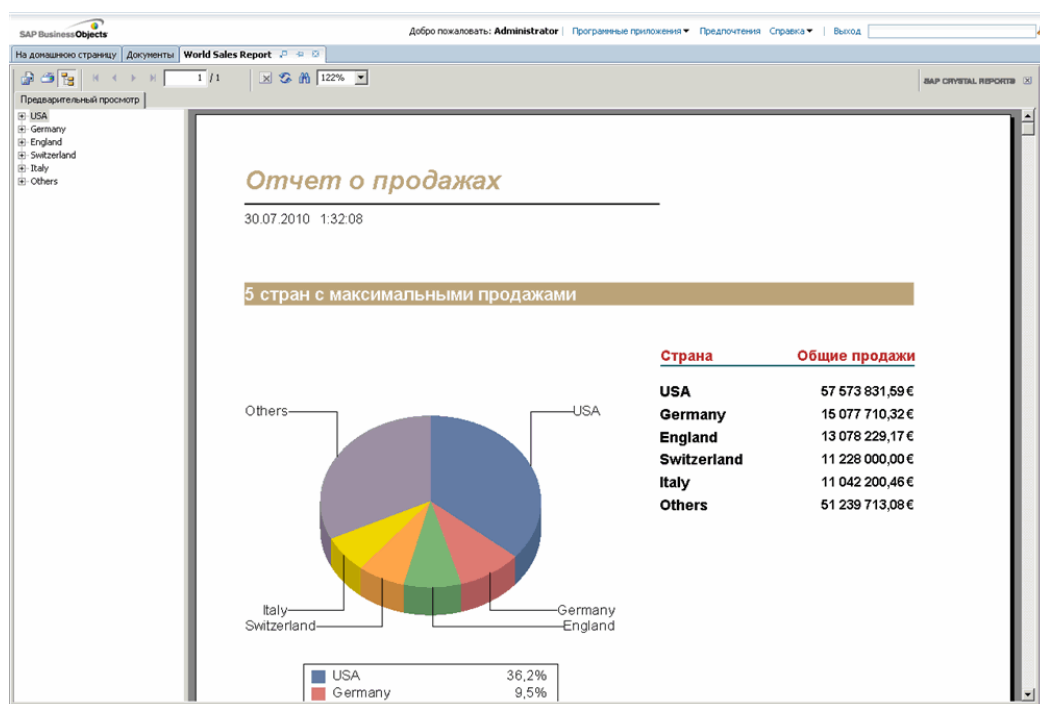 SAP BusinessObjects
Добро пожаловать: Administrator | Программные приложения▾ Предпочтения Справка▾ | Выход
На домашнюю страницу Документы World Sales Report
1 / 1 122%
SAP CRYSTAL REPORTS
Предварительный просмотр
USA
Germany
England
Switzerland
Italy
Others
Отчет о продажах
30.07.2010 1:32:08
5 стран с максимальными продажами
Страна Общие продажи
USA 57 573 831,59 €
Germany 15 077 710,32 €
England 13 078 229,17 €
Switzerland 11 228 000,00 €
Italy 11 042 200,46 €
Others 51 239 713,08 €
Others
USA
Italy
Switzerland
Germany
England
USA 36,2%
Germany 9,5%